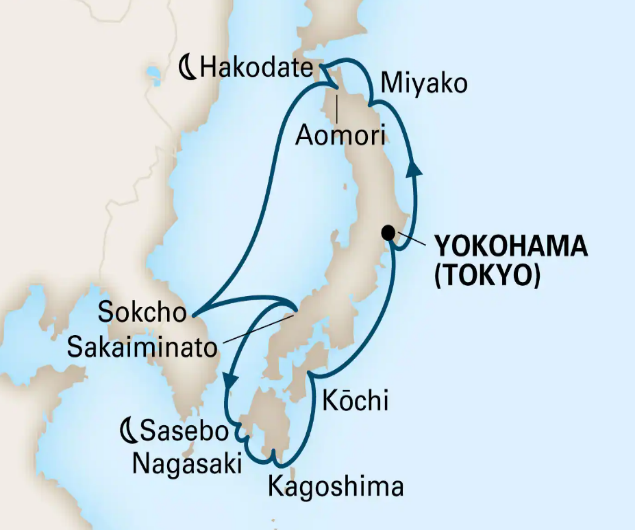 Hakodate
Miyako
Aomori
YOKOHAMA
(TOKYO)
Sokcho
Sakaiminato
Kōchi
Sasebo
Nagasaki
Kagoshima